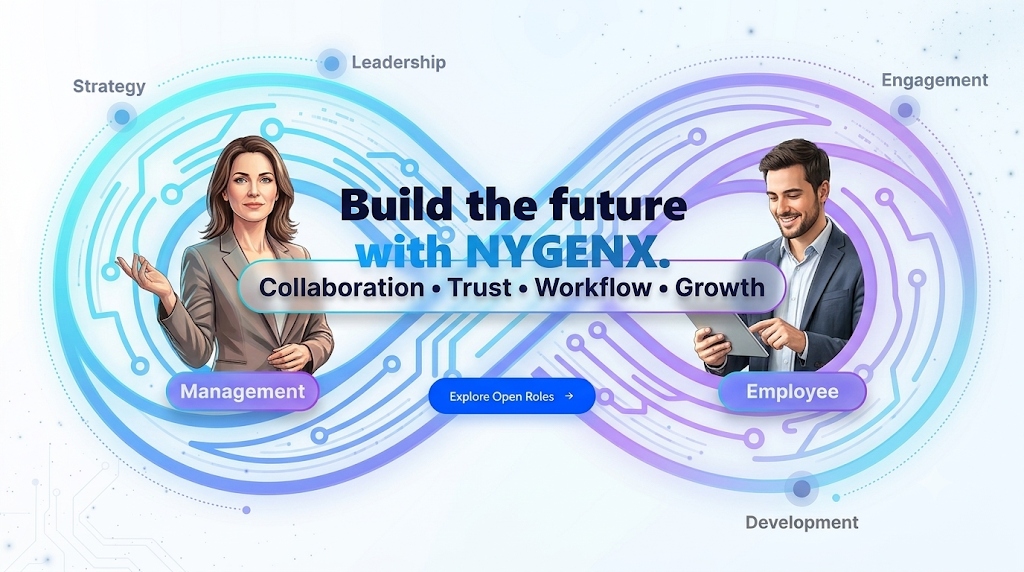 Leadership
Strategy
Engagement
Build the future
with NYGENX.
Collaboration • Trust • Workflow • Growth
Management
Explore Open Roles →
Employee
Development